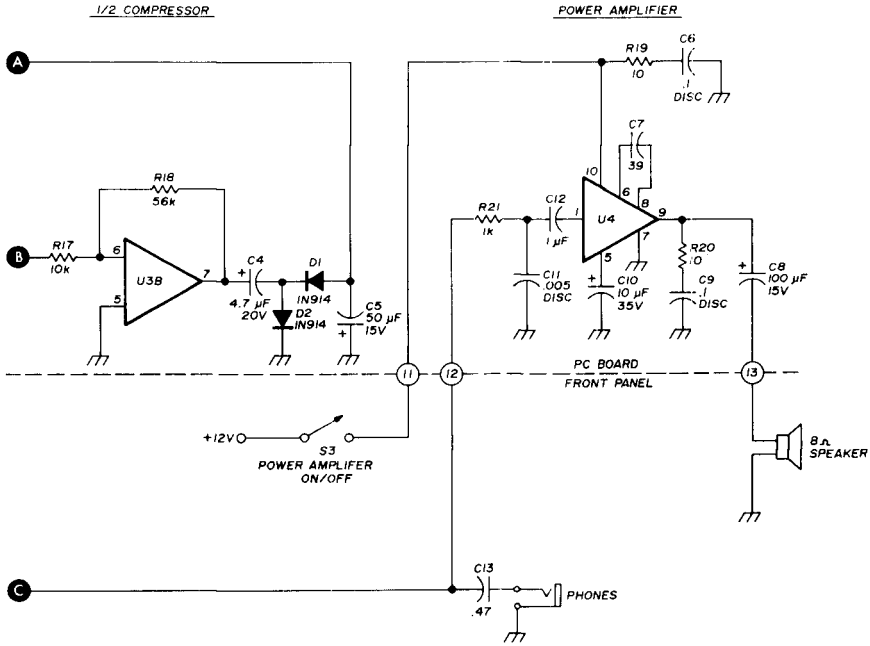 1/2 COMPRESSOR
POWER AMPLIFIER
A
R19
10
C6
.1
DISC
C7
39
R18
56k
10
6
8
R21
1k
C12
1 µF
1
U4
9
7
5
B
R17
10k
6
5
U3B
7
C4
+
4.7 µF
20V
D1
1N914
D2
1N914
C5
50 µF
15V
+
C11
.005
DISC
+
C10
10 µF
35V
R20
10
C9
.1
DISC
+
C8
100 µF
15V
11
12
PC BOARD
13
FRONT PANEL
+12V
S3
POWER AMPLIFER
ON/OFF
8Ω
SPEAKER
C
C13
.47
PHONES